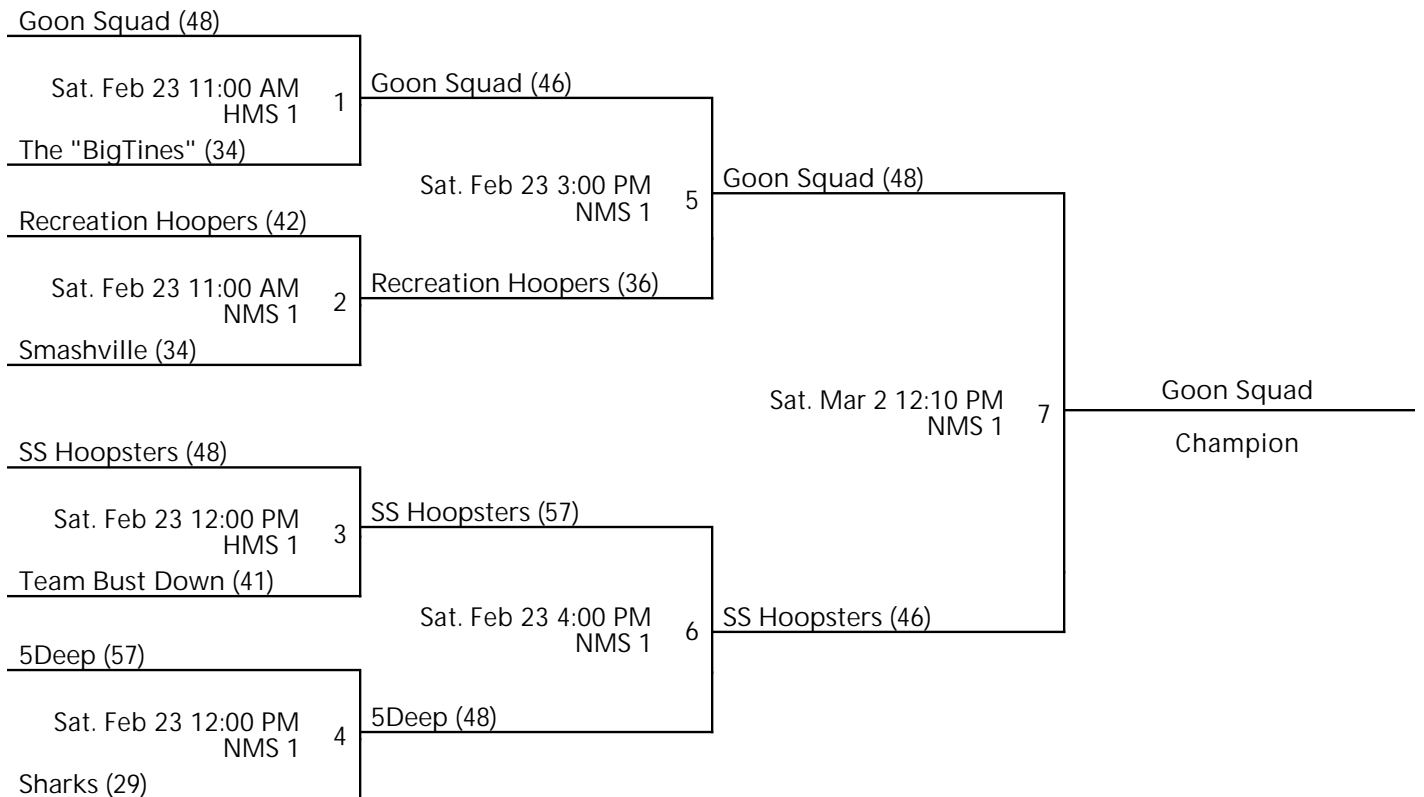 Goon Squad (48)
Sat. Feb 23 11:00 AM
HMS 1
1
The "BigTines" (34)
Goon Squad (46)
Recreation Hoopers (42)
Sat. Feb 23 11:00 AM
NMS 1
2
Smashville (34)
Recreation Hoopers (36)
Sat. Feb 23 3:00 PM
NMS 1
5
Goon Squad (48)
SS Hoopsters (48)
Sat. Feb 23 12:00 PM
HMS 1
3
Team Bust Down (41)
SS Hoopsters (57)
5Deep (57)
Sat. Feb 23 12:00 PM
NMS 1
4
Sharks (29)
5Deep (48)
Sat. Feb 23 4:00 PM
NMS 1
6
SS Hoopsters (46)
Sat. Mar 2 12:10 PM
NMS 1
7
Goon Squad
Champion